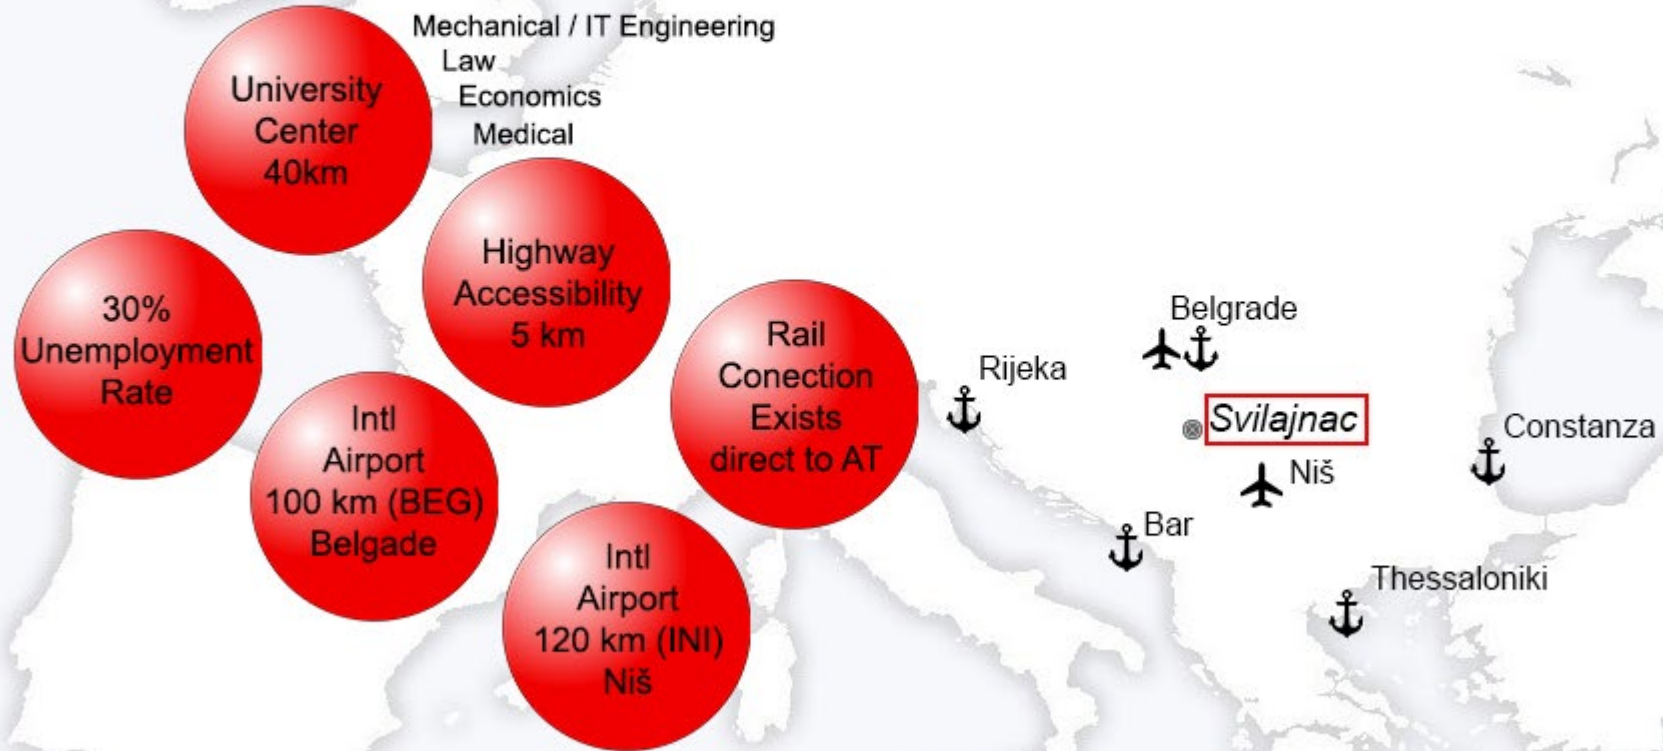 Mechanical / IT Engineering
Law
Economics
Medical
University
Center
40km
Highway
Accessibility
5 km
30%
Unemployment
Rate
Intl
Airport
100 km (BEG)
Belgade
Rail
Conection
Exists
direct to AT
Intl
Airport
120 km (INI)
Niš
Belgrade
Rijeka
Svilajnac
Constanza
Niš
Bar
Thessaloniki